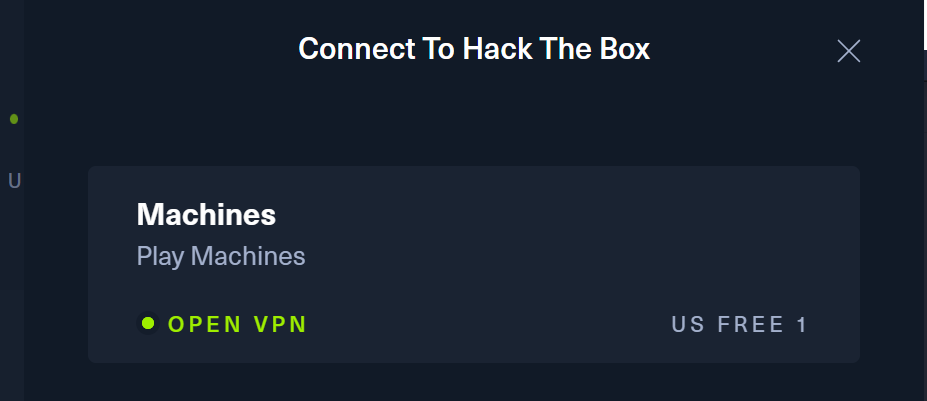 Connect To Hack The Box
U
Machines
Play Machines
OPEN VPN
US FREE 1